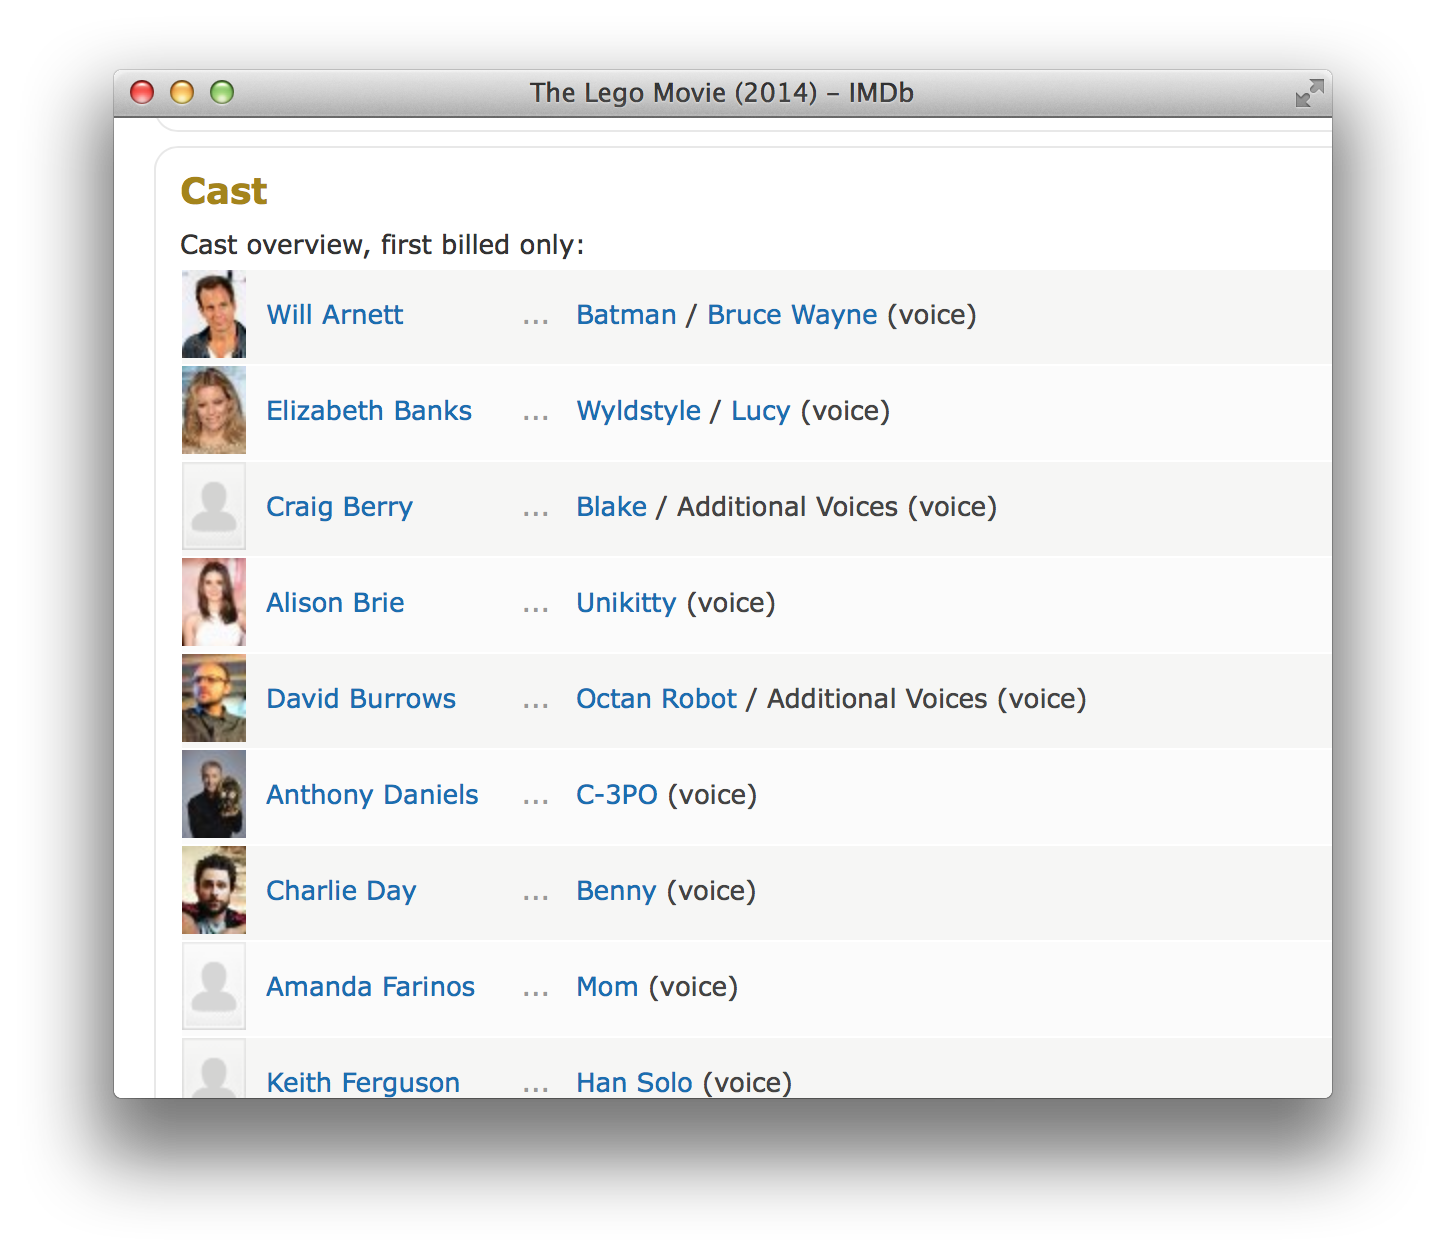 The Lego Movie (2014) – IMDb
Cast
Cast overview, first billed only:
Will Arnett ... Batman / Bruce Wayne (voice)
Elizabeth Banks ... Wyldstyle / Lucy (voice)
Craig Berry ... Blake / Additional Voices (voice)
Alison Brie ... Unikitty (voice)
David Burrows ... Octan Robot / Additional Voices (voice)
Anthony Daniels ... C-3PO (voice)
Charlie Day ... Benny (voice)
Amanda Farinos ... Mom (voice)
Keith Ferguson ... Han Solo (voice)